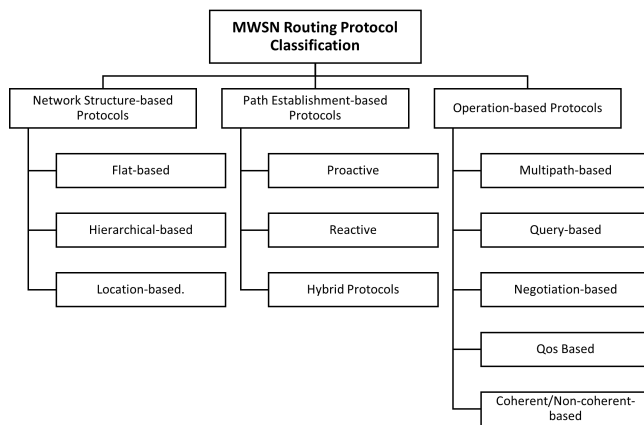 MWSN Routing Protocol
Classification
Network Structure-based
Protocols
Path Establishment-based
Protocols
Operation-based Protocols
Flat-based
Hierarchical-based
Location-based.
Proactive
Reactive
Hybrid Protocols
Multipath-based
Query-based
Negotiation-based
Qos Based
Coherent/Non-coherent-
based